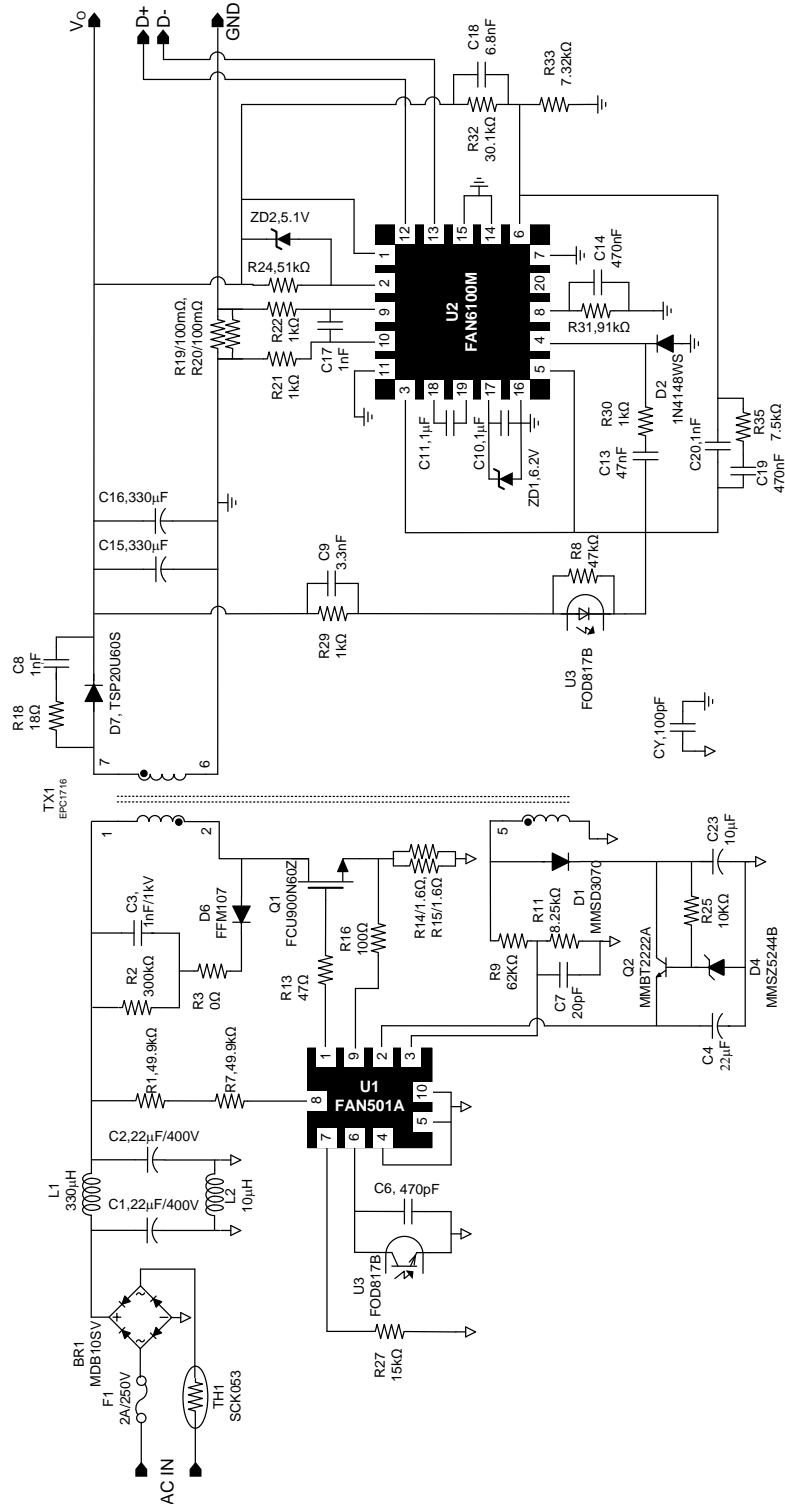 AC IN
F1
2A/250V
TH1
SCK053
BR1
MDB10SV
+
~
~
-
L1
330µH
C1,22µF/400V
L2
10µH
C2,22µF/400V
R1,49.9kΩ
R7,49.9kΩ
R2
300kΩ
C3,
1nF/1kV
R3
0Ω
D6
FFM107
1
2
TX1
EPC1716
7
6
R18
18Ω
C8
1nF
D7, TSP20U60S
C15,330µF
C16,330µF
R19/100mΩ,
R20/100mΩ
VO
D+
D-
GND
R27
15kΩ
U3
FOD817B
C6, 470pF
U1
FAN501A
8
7
6
4
5
10
1
9
2
3
R13
47Ω
Q1
FCU900N60Z
R16
100Ω
R14/1.6Ω,
R15/1.6Ω
R9
62KΩ
R11
8.25kΩ
C7
20pF
D1
MMSD3070
5
Q2
MMBT2222A
R25
10KΩ
C23
10µF
C4
22µF
D4
MMSZ5244B
CY,100pF
R29
1kΩ
C9
3.3nF
U3
FOD817B
R8
47kΩ
R21
1kΩ
R22
1kΩ
C17
1nF
R24,51kΩ
ZD2,5.1V
U2
FAN6100M
11
10
9
2
1
3
18
19
17
16
12
13
15
14
6
5
4
8
20
7
C11,1µF
C10,1µF
ZD1,6.2V
C13
47nF
R30
1kΩ
D2
1N4148WS
R31,91kΩ
C14
470nF
R32
30.1kΩ
C18
6.8nF
R33
7.32kΩ
C20,1nF
C19
470nF
R35
7.5kΩ